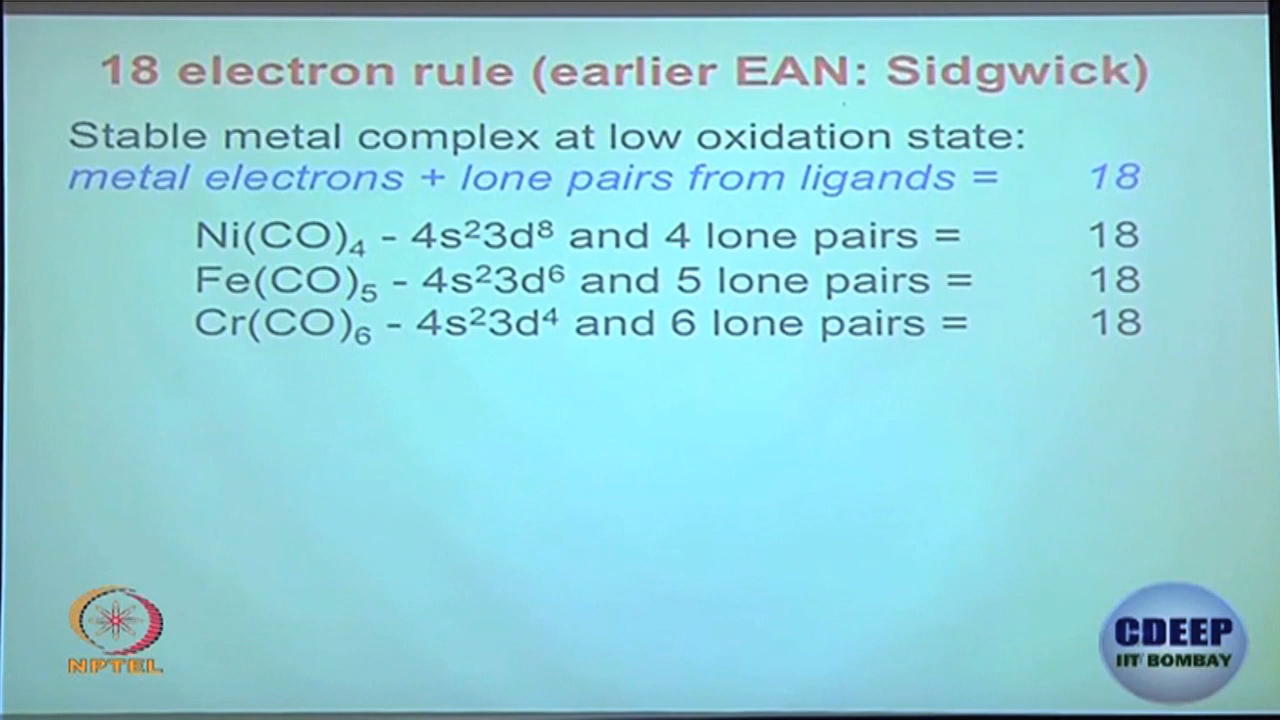 18 electron rule (earlier EAN: Sidgwick)
Stable metal complex at low oxidation state:
metal electrons + lone pairs from ligands = 18
Ni(CO)₄ - 4s²3d⁸ and 4 lone pairs = 18
Fe(CO)₅ - 4s²3d⁶ and 5 lone pairs = 18
Cr(CO)₆ - 4s²3d⁴ and 6 lone pairs = 18
NPTEL
CDEEP
IIT BOMBAY